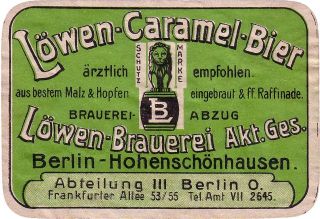 Löwen-Caramel-Bier
SCHUTZ MARKE
ärztlich empfohlen.
aus bestem Malz & Hopfen eingebraut & ff. Raffinade.
LB
BRAUEREI- ABZUG
Löwen-Brauerei Akt. Ges.
Berlin-Hohenschönhausen.
Abteilung III Berlin O.
Frankfurter Allee 53/55 Tel. Amt VII 2645.